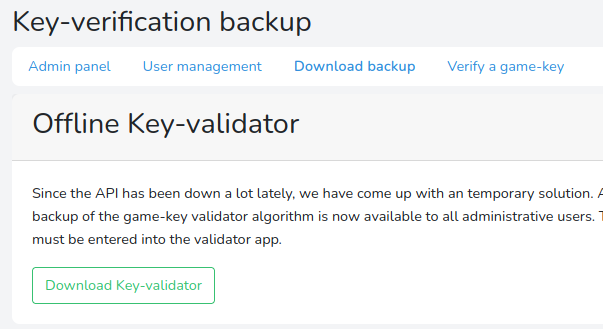 Key-verification backup
Admin panel User management Download backup Verify a game-key
Offline Key-validator
Since the API has been down a lot lately, we have come up with an temporary solution. A
backup of the game-key validator algorithm is now available to all administrative users. T
must be entered into the validator app.
Download Key-validator